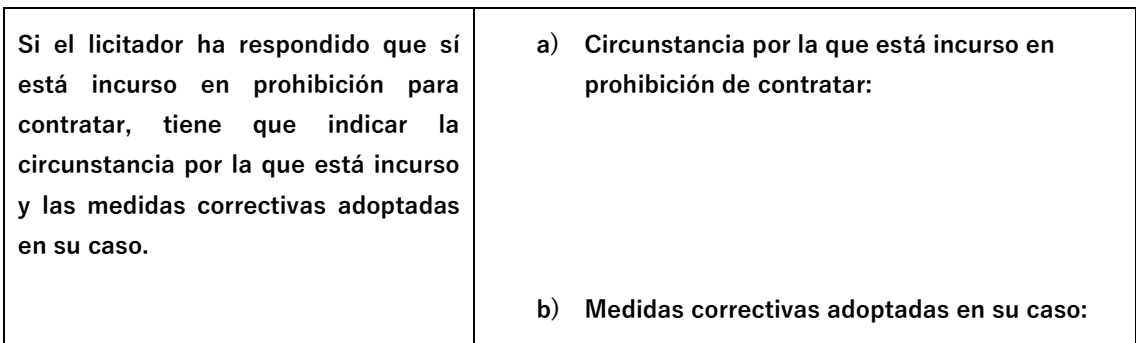 Si el licitador ha respondido que sí
está incurso en prohibición para
contratar, tiene que indicar la
circunstancia por la que está incurso
y las medidas correctivas adoptadas
en su caso.
a) Circunstancia por la que está incurso en
prohibición de contratar:
b) Medidas correctivas adoptadas en su caso: